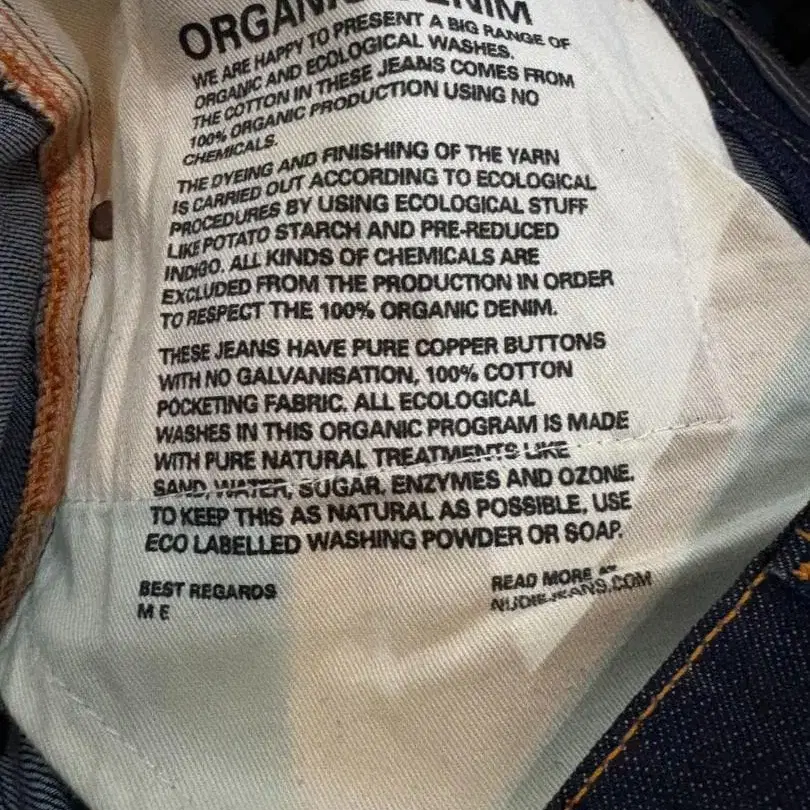 ORGANIC DENIM
WE ARE HAPPY TO PRESENT A BIG RANGE OF
ORGANIC AND ECOLOGICAL WASHES.
THE COTTON IN THESE JEANS COMES FROM
100% ORGANIC PRODUCTION USING NO
CHEMICALS.
THE DYEING AND FINISHING OF THE YARN
IS CARRIED OUT ACCORDING TO ECOLOGICAL
PROCEDURES BY USING ECOLOGICAL STUFF
LIKE POTATO STARCH AND PRE-REDUCED
INDIGO. ALL KINDS OF CHEMICALS ARE
EXCLUDED FROM THE PRODUCTION IN ORDER
TO RESPECT THE 100% ORGANIC DENIM.
THESE JEANS HAVE PURE COPPER BUTTONS
WITH NO GALVANISATION, 100% COTTON
POCKETING FABRIC. ALL ECOLOGICAL
WASHES IN THIS ORGANIC PROGRAM IS MADE
WITH PURE NATURAL TREATMENTS LIKE
SAND, WATER, SUGAR, ENZYMES AND OZONE.
TO KEEP THIS AS NATURAL AS POSSIBLE, USE
ECO LABELLED WASHING POWDER OR SOAP.
BEST REGARDS
M E
READ MORE AT
NUDIEJEANS.COM